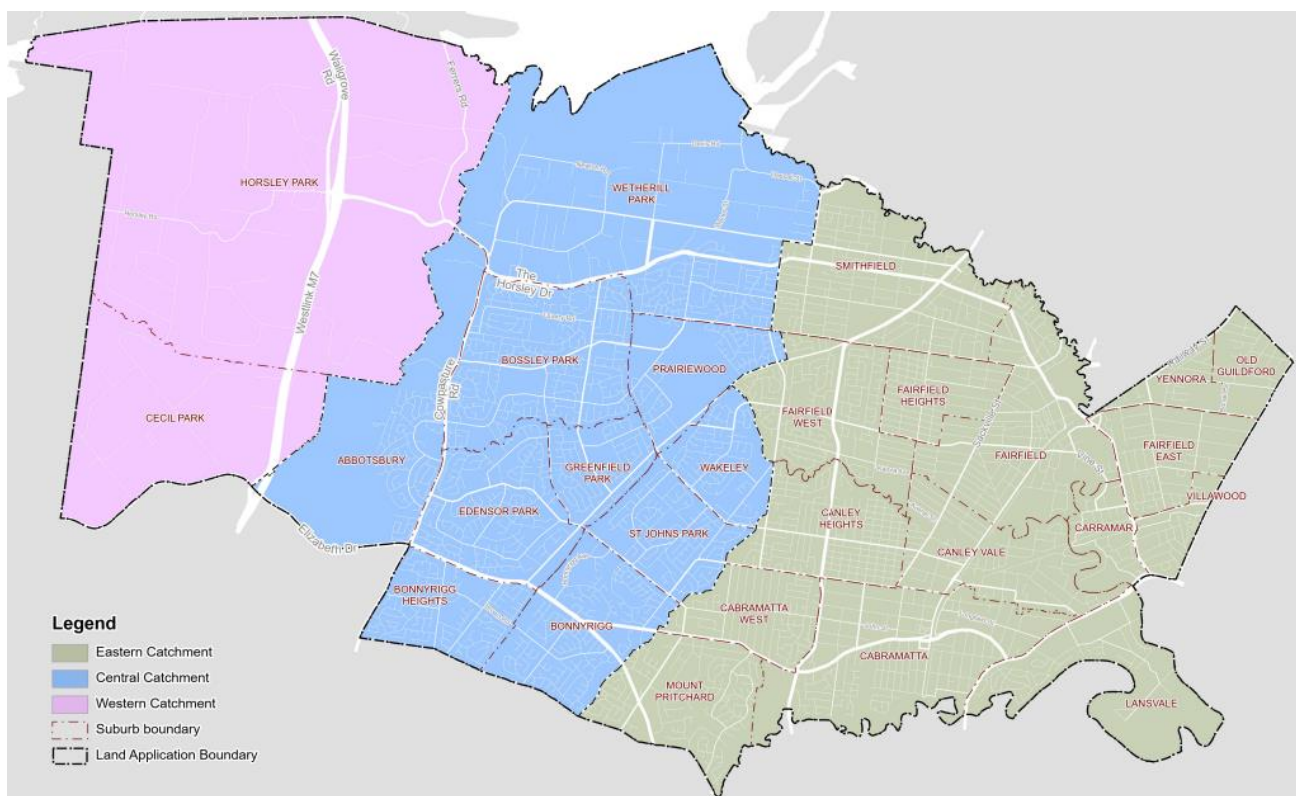 Wallgrove
Rd
Ferrers Rd
HORSLEY PARK
WETHERILL
PARK
The
Horsley Dr
SMITHFIELD
Westlink M7
BOSSLEY PARK
PRAIRIEWOOD
Cowpasture
Rd
OLD
GUILDFORD
YENNORA
FAIRFIELD
HEIGHTS
CECIL PARK
FAIRFIELD
WEST
ABBOTSBURY
GREENFIELD
PARK
WAKELEY
FAIRFIELD
FAIRFIELD
EAST
VILLAWOOD
EDENSOR PARK
CANLEY
HEIGHTS
CARRAMAR
ST JOHNS PARK
Elizabeth Dr
CANLEY VALE
BONNYRIGG
HEIGHTS
CABRAMATTA
WEST
BONNYRIGG
CABRAMATTA
MOUNT
PRITCHARD
LANSVALE
Legend
Eastern Catchment
Central Catchment
Western Catchment
Suburb boundary
Land Application Boundary